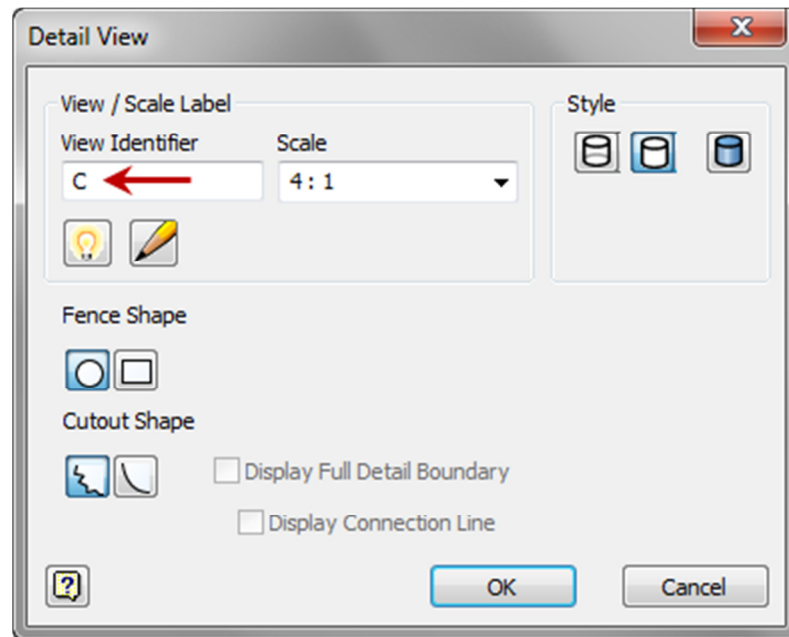 Detail View
View / Scale Label
Style
View Identifier
Scale
C
4 : 1
Fence Shape
Cutout Shape
Display Full Detail Boundary
Display Connection Line
?
OK
Cancel